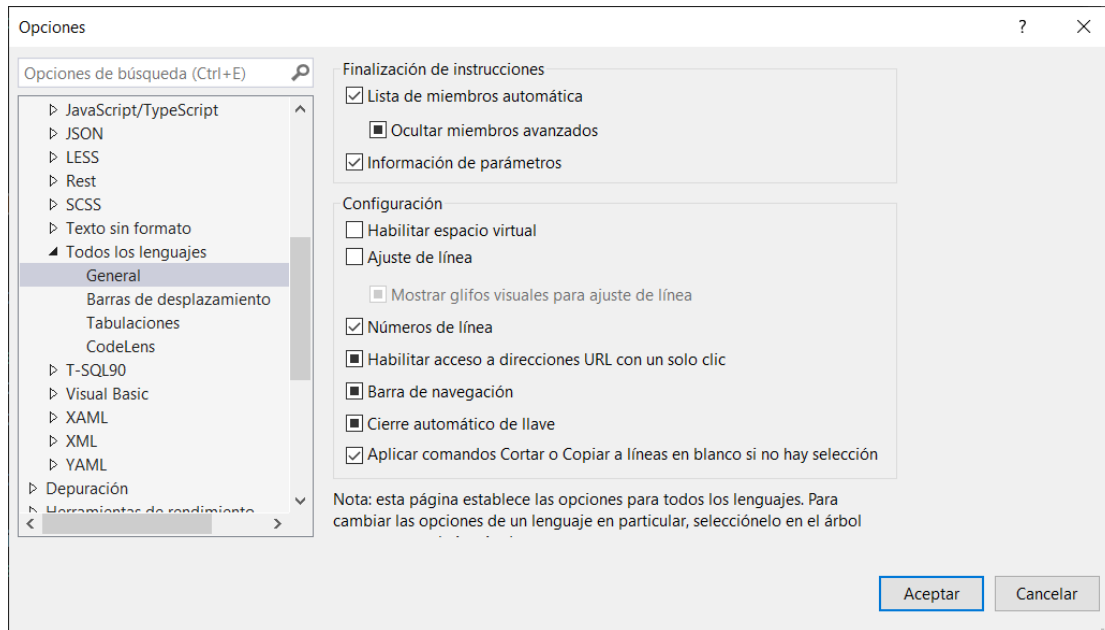 Opciones
?
Opciones de búsqueda (Ctrl+E)
JavaScript/TypeScript
JSON
LESS
Rest
SCSS
Texto sin formato
Todos los lenguajes
General
Barras de desplazamiento
Tabulaciones
CodeLens
T-SQL90
Visual Basic
XAML
XML
YAML
Depuración
Herramientas de rendimiento
Finalización de instrucciones
Lista de miembros automática
Ocultar miembros avanzados
Información de parámetros
Configuración
Habilitar espacio virtual
Ajuste de línea
Mostrar glifos visuales para ajuste de línea
Números de línea
Habilitar acceso a direcciones URL con un solo clic
Barra de navegación
Cierre automático de llave
Aplicar comandos Cortar o Copiar a líneas en blanco si no hay selección
Nota: esta página establece las opciones para todos los lenguajes. Para
cambiar las opciones de un lenguaje en particular, selecciónelo en el árbol
Aceptar
Cancelar